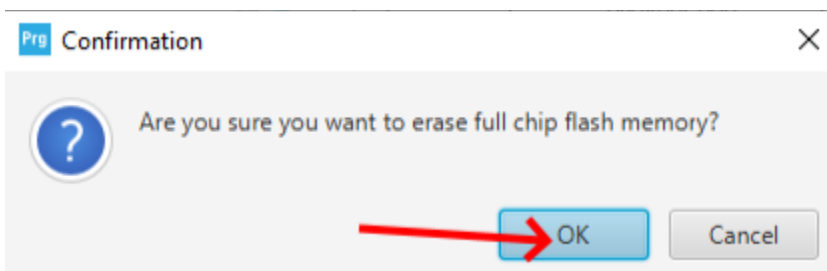 Prg Confirmation
Are you sure you want to erase full chip flash memory?
OK Cancel